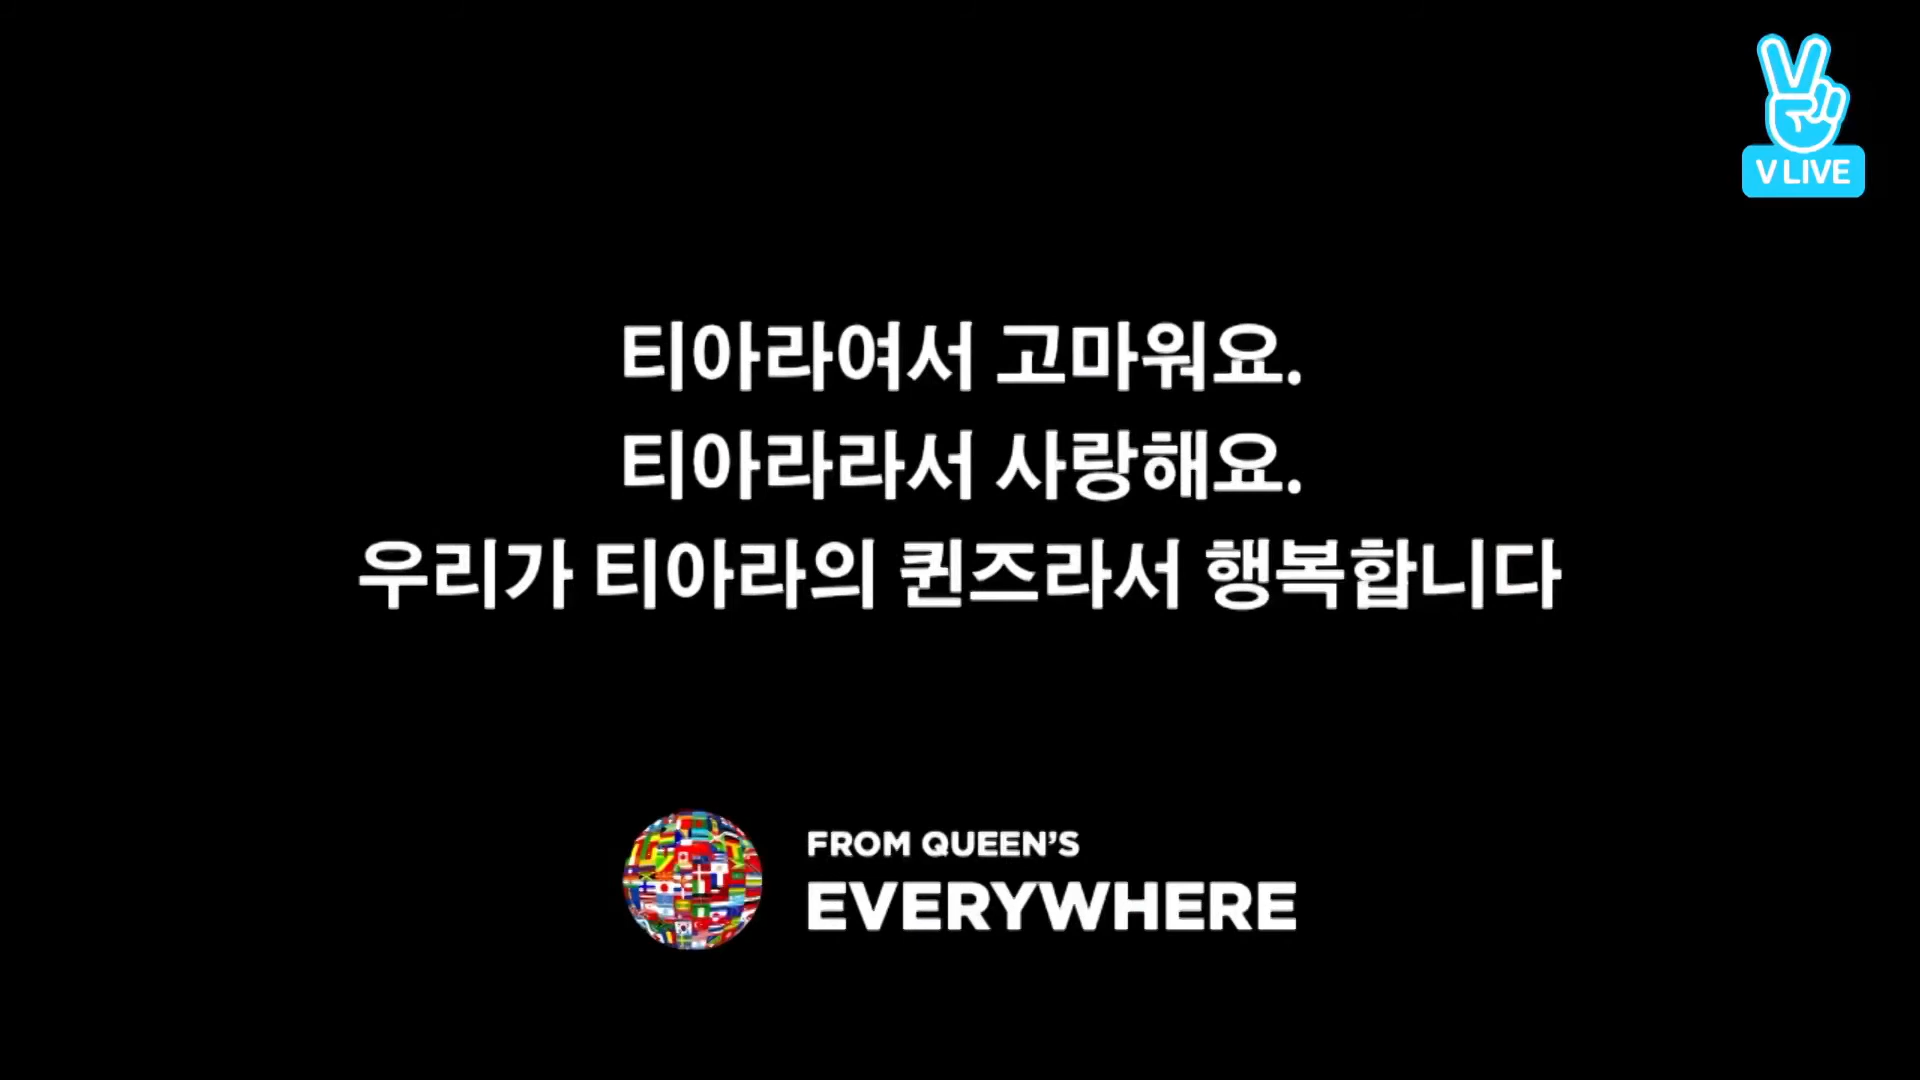 V LIVE
티아라여서 고마워요.
티아라라서 사랑해요.
우리가 티아라의 퀸즈라서 행복합니다
FROM QUEEN'S
EVERYWHERE